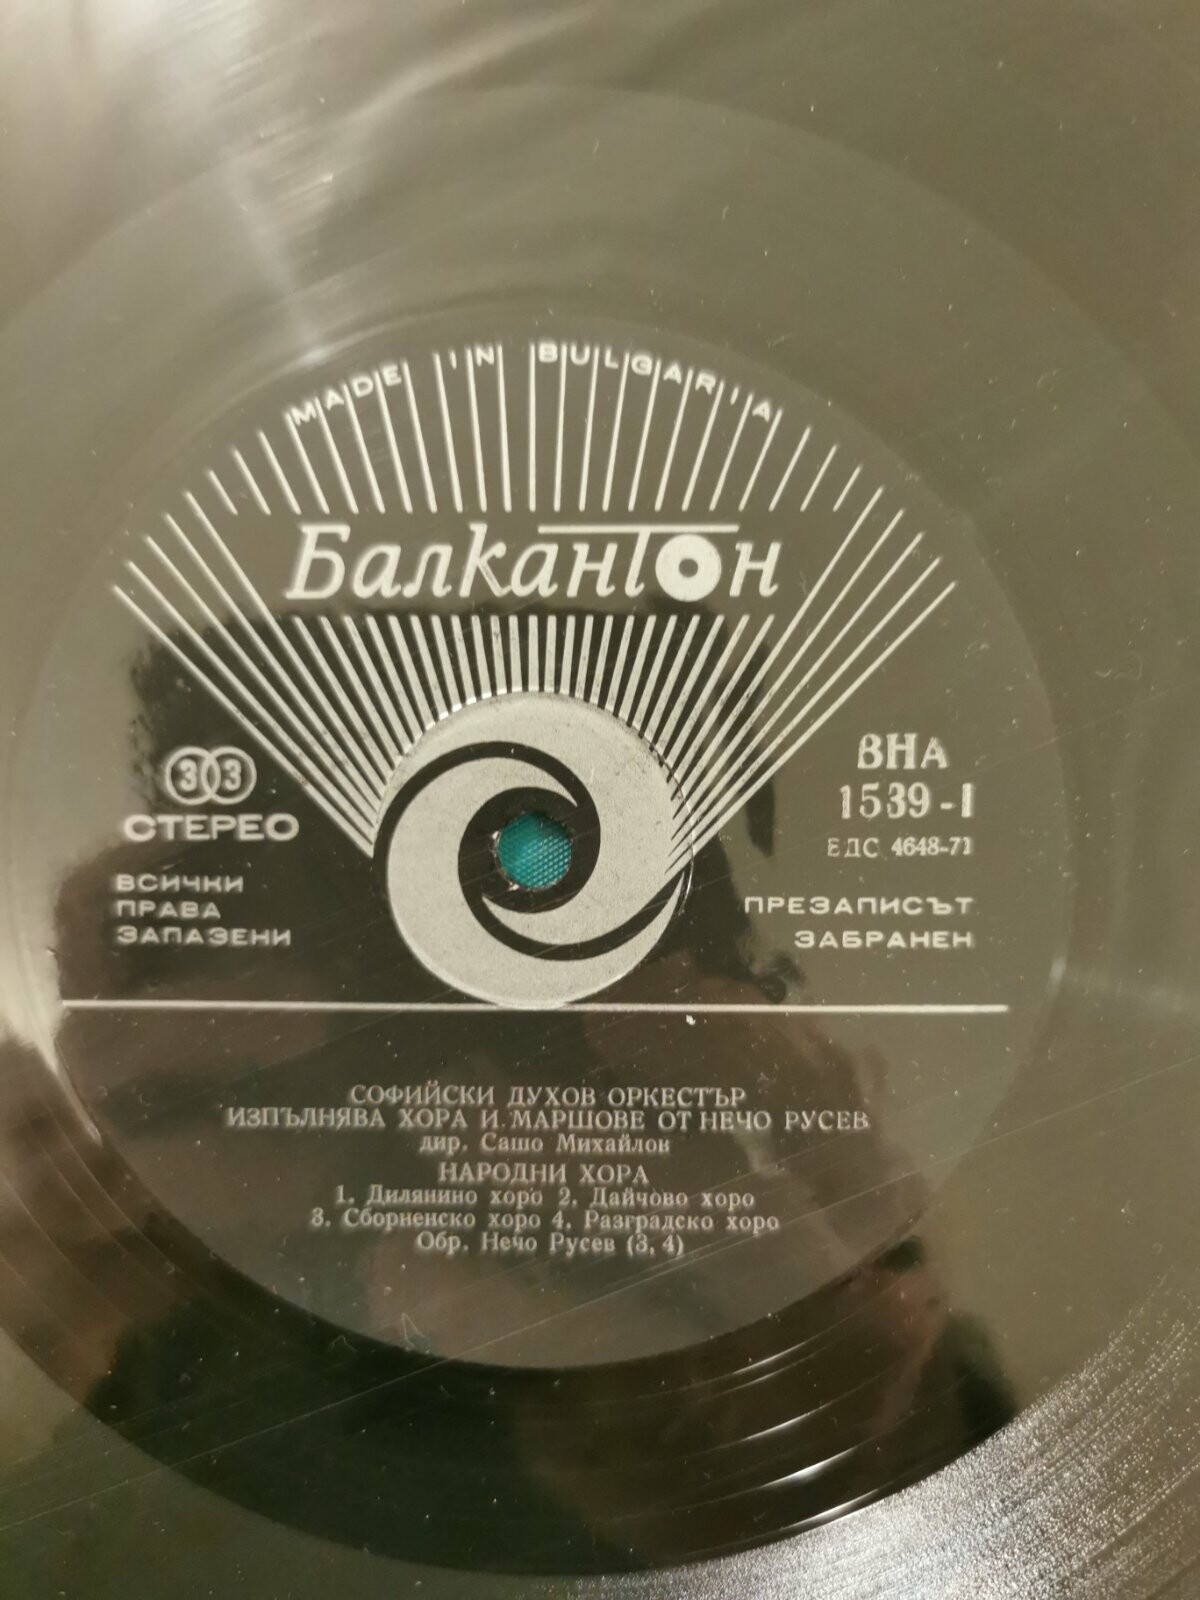 MADE IN BULGARIA
Балкантон
33
СТЕРЕО
ВСИЧКИ
ПРАВА
ЗАПАЗЕНИ
ВНА
1539-I
ЕДС 4648-71
ПРЕЗАПИСЪТ
ЗАБРАНЕН
СОФИЙСКИ ДУХОВ ОРКЕСТЪР
ИЗПЪЛНЯВА ХОРА И МАРШОВЕ ОТ НЕЧО РУСЕВ
дир. Сашо Михайлов
НАРОДНИ ХОРА
1. Дилянино хоро 2. Дайчово хоро
3. Сборненско хоро 4. Разградско хоро
Обр. Нечо Русев (3, 4)